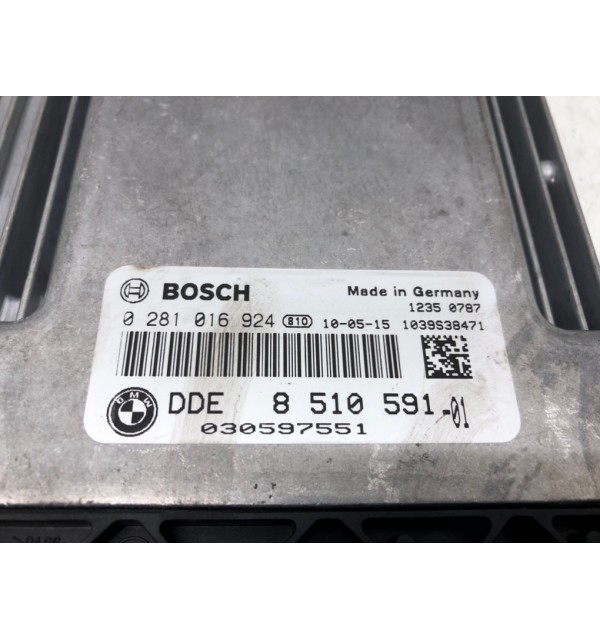 BOSCH Made in Germany
1235 0787
0 281 016 924 810 10-05-15 1039S38471
BMW DDE 8 510 591-01
030597551